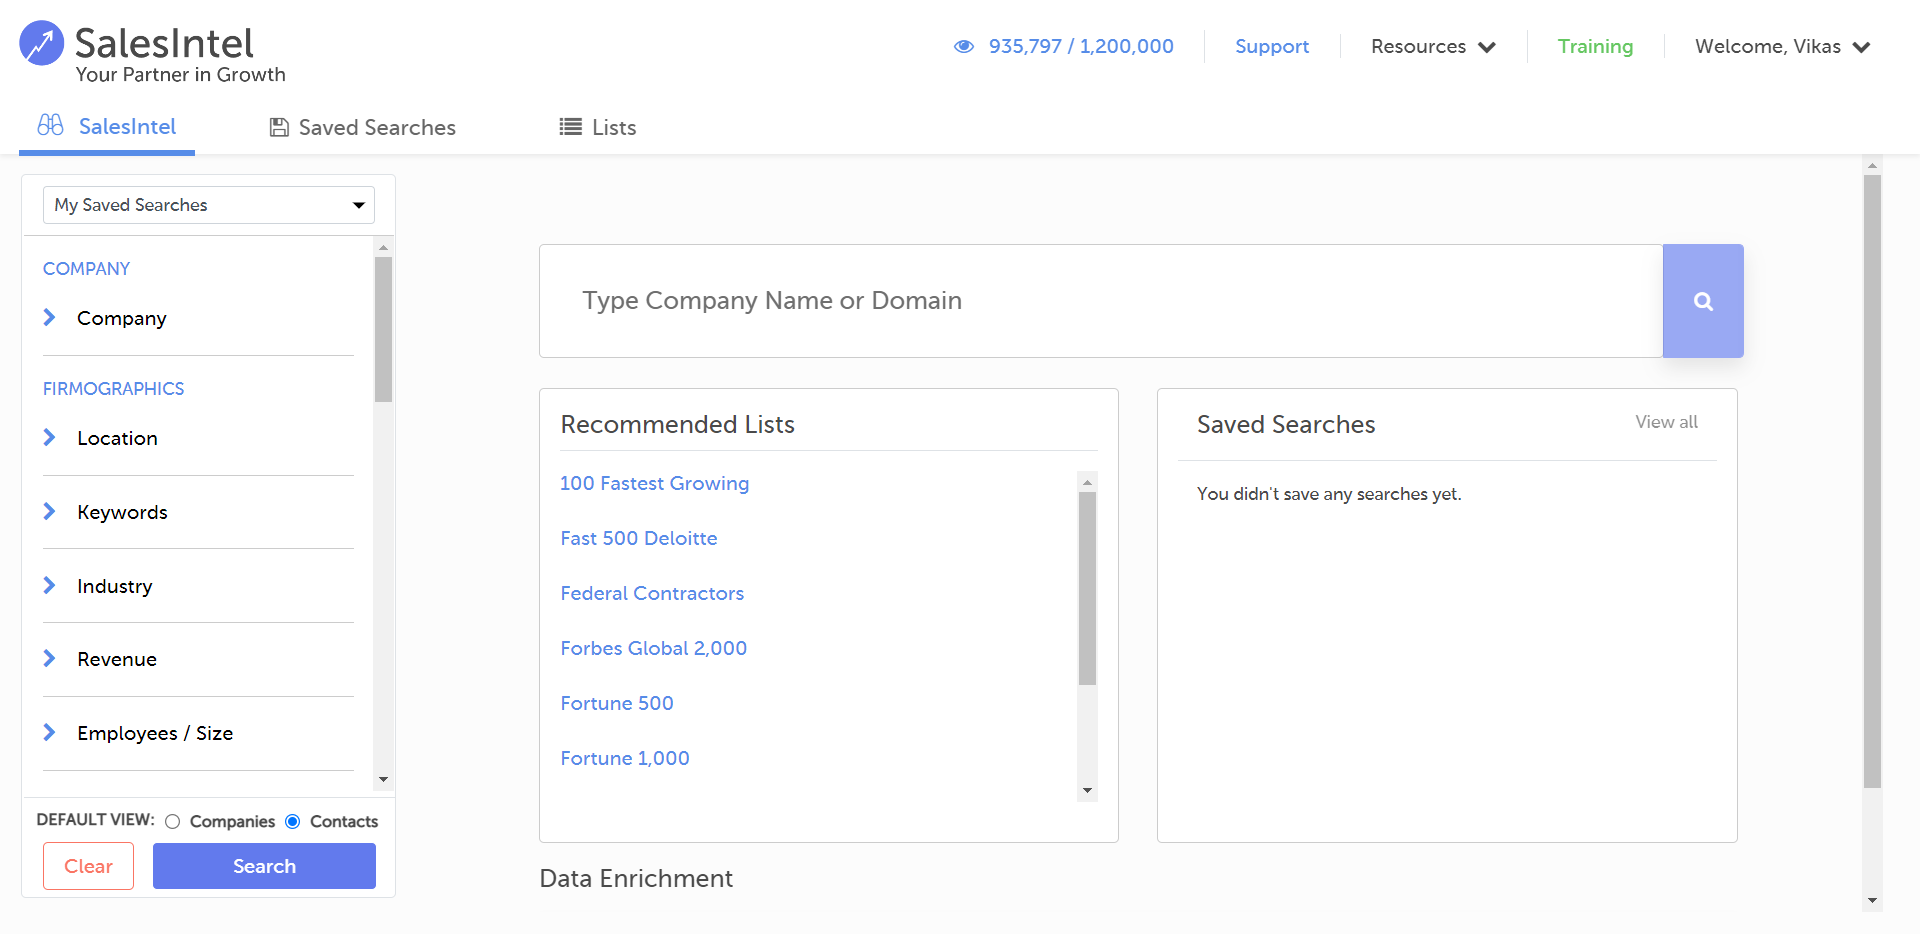 SalesIntel
Your Partner in Growth
935,797 / 1,200,000
Support
Resources
Training
Welcome, Vikas
SalesIntel
Saved Searches
Lists
My Saved Searches
COMPANY
Company
FIRMOGRAPHICS
Location
Keywords
Industry
Revenue
Employees / Size
DEFAULT VIEW: Companies Contacts
Clear
Search
Type Company Name or Domain
Recommended Lists
100 Fastest Growing
Fast 500 Deloitte
Federal Contractors
Forbes Global 2,000
Fortune 500
Fortune 1,000
Saved Searches
View all
You didn't save any searches yet.
Data Enrichment